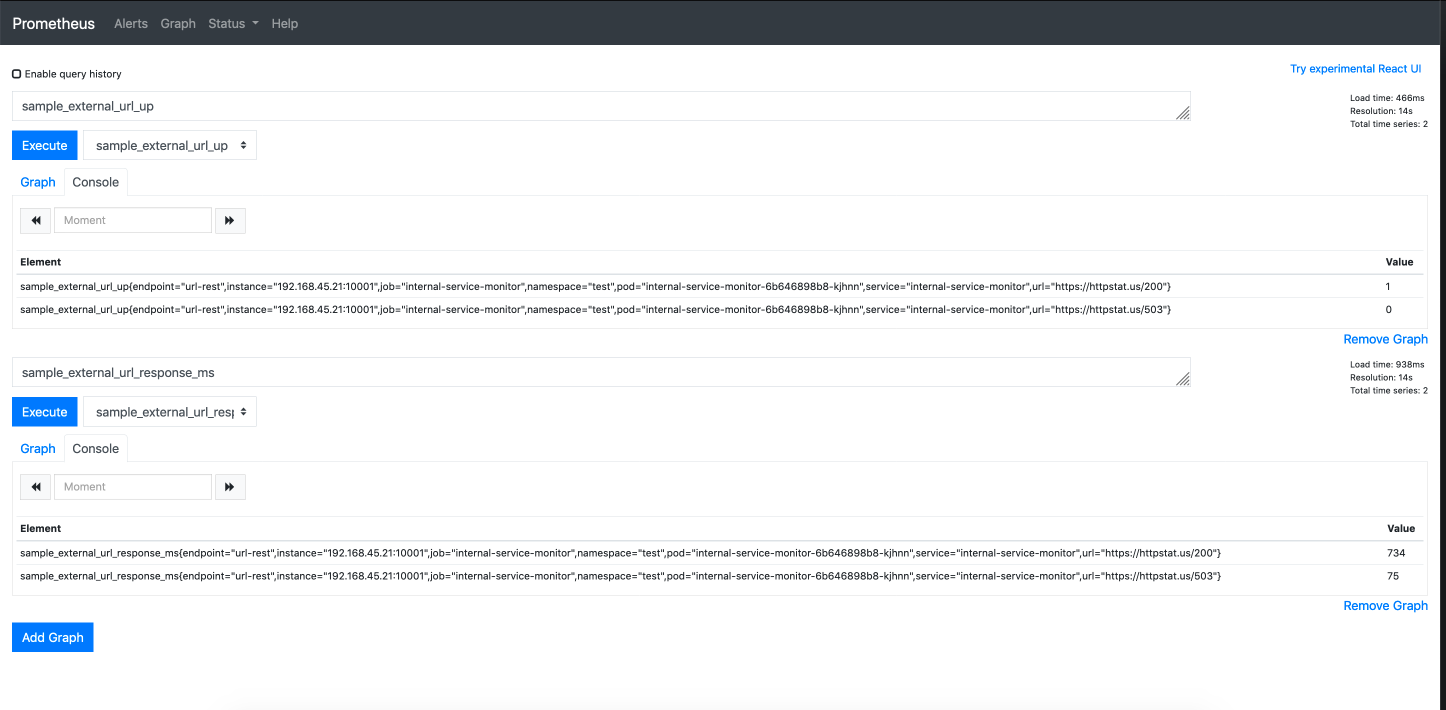 Prometheus Alerts Graph Status Help
Enable query history
Try experimental React UI
sample_external_url_up
Load time: 466ms
Resolution: 14s
Total time series: 2
Execute
sample_external_url_up
Graph
Console
Moment
Element Value
sample_external_url_up{endpoint="url-rest",instance="192.168.45.21:10001",job="internal-service-monitor",namespace="test",pod="internal-service-monitor-6b646898b8-kjhnn",service="internal-service-monitor",url="https://httpstat.us/200"} 1
sample_external_url_up{endpoint="url-rest",instance="192.168.45.21:10001",job="internal-service-monitor",namespace="test",pod="internal-service-monitor-6b646898b8-kjhnn",service="internal-service-monitor",url="https://httpstat.us/503"} 0
Remove Graph
sample_external_url_response_ms
Load time: 938ms
Resolution: 14s
Total time series: 2
Execute
sample_external_url_resp
Graph
Console
Moment
Element Value
sample_external_url_response_ms{endpoint="url-rest",instance="192.168.45.21:10001",job="internal-service-monitor",namespace="test",pod="internal-service-monitor-6b646898b8-kjhnn",service="internal-service-monitor",url="https://httpstat.us/200"} 734
sample_external_url_response_ms{endpoint="url-rest",instance="192.168.45.21:10001",job="internal-service-monitor",namespace="test",pod="internal-service-monitor-6b646898b8-kjhnn",service="internal-service-monitor",url="https://httpstat.us/503"} 75
Remove Graph
Add Graph